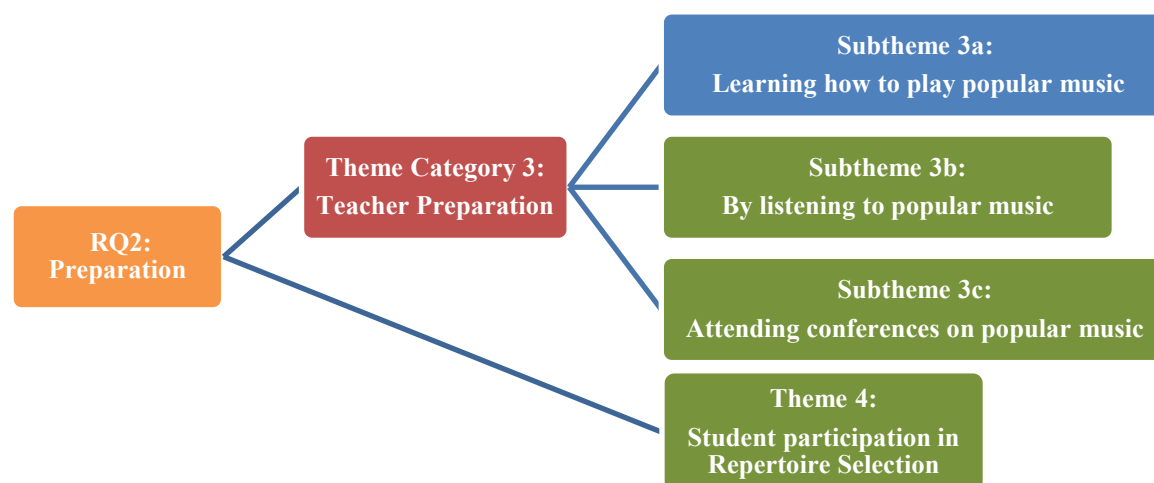 RQ2:
Preparation
Theme Category 3:
Teacher Preparation
Subtheme 3a:
Learning how to play popular music
Subtheme 3b:
By listening to popular music
Subtheme 3c:
Attending conferences on popular music
Theme 4:
Student participation in
Repertoire Selection